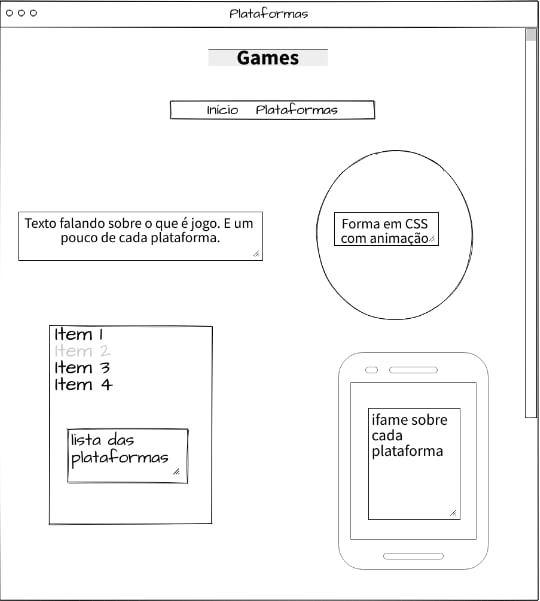 Plataformas
Games
Início Plataformas
Texto falando sobre o que é jogo. E um
pouco de cada plataforma.
Forma em CSS
com animação
Item 1
Item 2
Item 3
Item 4
lista das
plataformas
ifame sobre
cada
plataforma